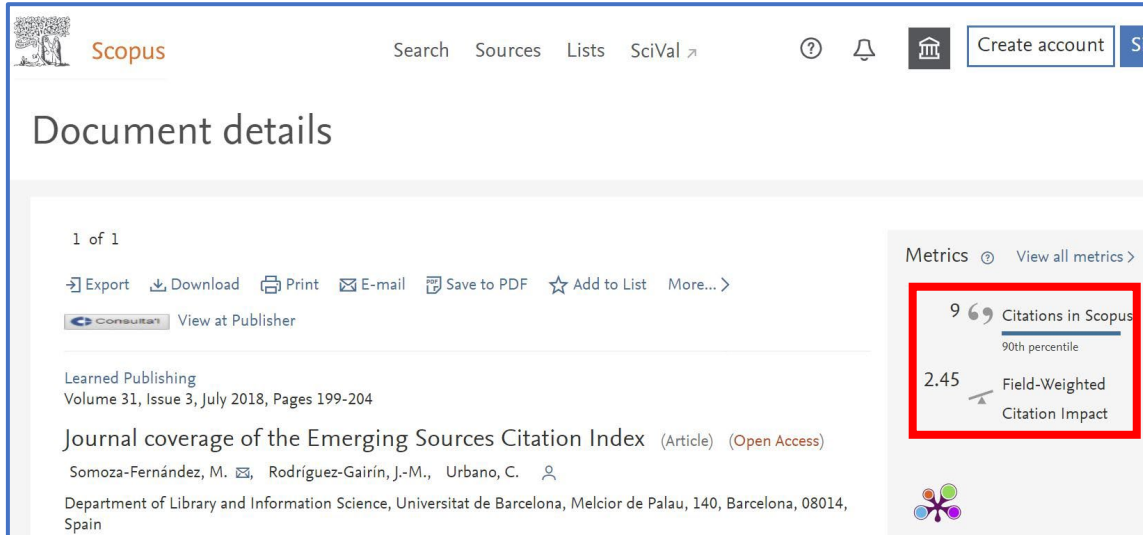 Scopus
Search Sources Lists SciVal
Create account
S
Document details
1 of 1
Export Download Print E-mail Save to PDF Add to List More...
Consulta'l View at Publisher
Learned Publishing
Volume 31, Issue 3, July 2018, Pages 199-204
Journal coverage of the Emerging Sources Citation Index (Article) (Open Access)
Somoza-Fernández, M. , Rodríguez-Gairín, J.-M., Urbano, C.
Department of Library and Information Science, Universitat de Barcelona, Melcior de Palau, 140, Barcelona, 08014,
Spain
Metrics View all metrics >
9 Citations in Scopus
90th percentile
2.45 Field-Weighted
Citation Impact